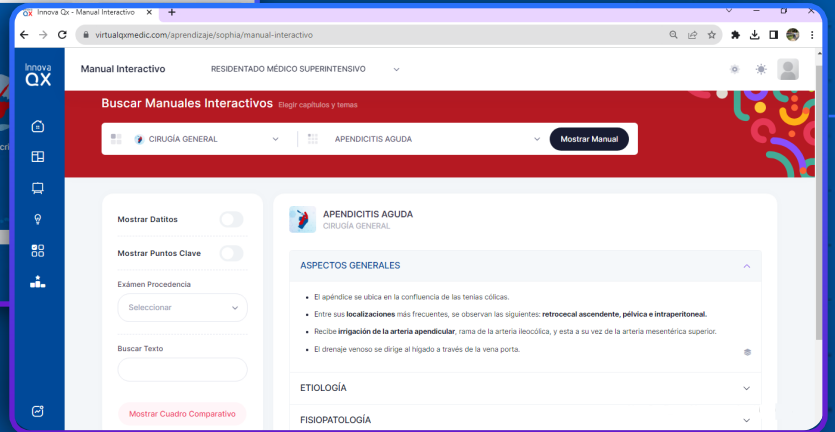 Innova Qx - Manual Interactivo
virtualqxmedic.com/aprendizaje/sophia/manual-interactivo
Innova
QX
Manual Interactivo
RESIDENTADO MÉDICO SUPERINTENSIVO
Buscar Manuales Interactivos Elegir capítulos y temas
CIRUGÍA GENERAL
APENDICITIS AGUDA
Mostrar Manual
Mostrar Datitos
Mostrar Puntos Clave
Exámen Procedencia
Seleccionar
Buscar Texto
Mostrar Cuadro Comparativo
APENDICITIS AGUDA
CIRUGÍA GENERAL
ASPECTOS GENERALES
• El apéndice se ubica en la confluencia de las tenias cólicas.
• Entre sus localizaciones más frecuentes, se observan las siguientes: retrocecal ascendente, pélvica e intraperitoneal.
• Recibe irrigación de la arteria apendicular, rama de la arteria ileocólica, y esta a su vez de la arteria mesentérica superior.
• El drenaje venoso se dirige al hígado a través de la vena porta.
ETIOLOGÍA
FISIOPATOLOGÍA